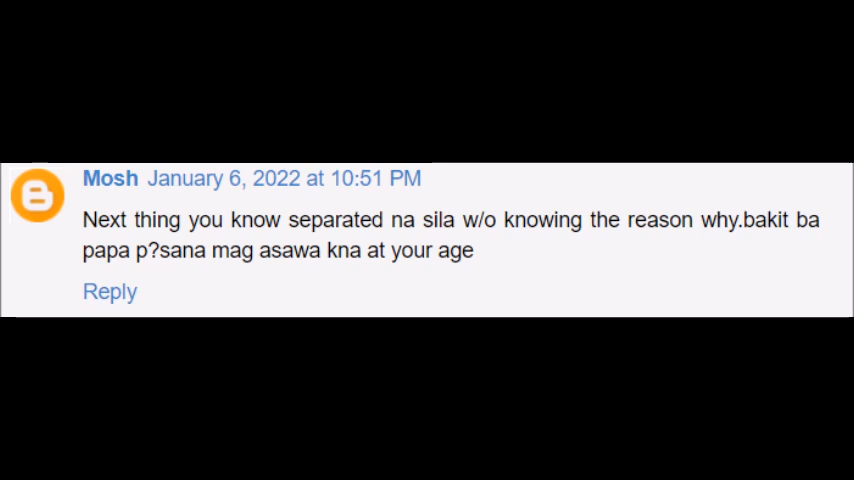 Mosh January 6, 2022 at 10:51 PM
Next thing you know separated na sila w/o knowing the reason why.bakit ba
papa p?sana mag asawa kna at your age
Reply